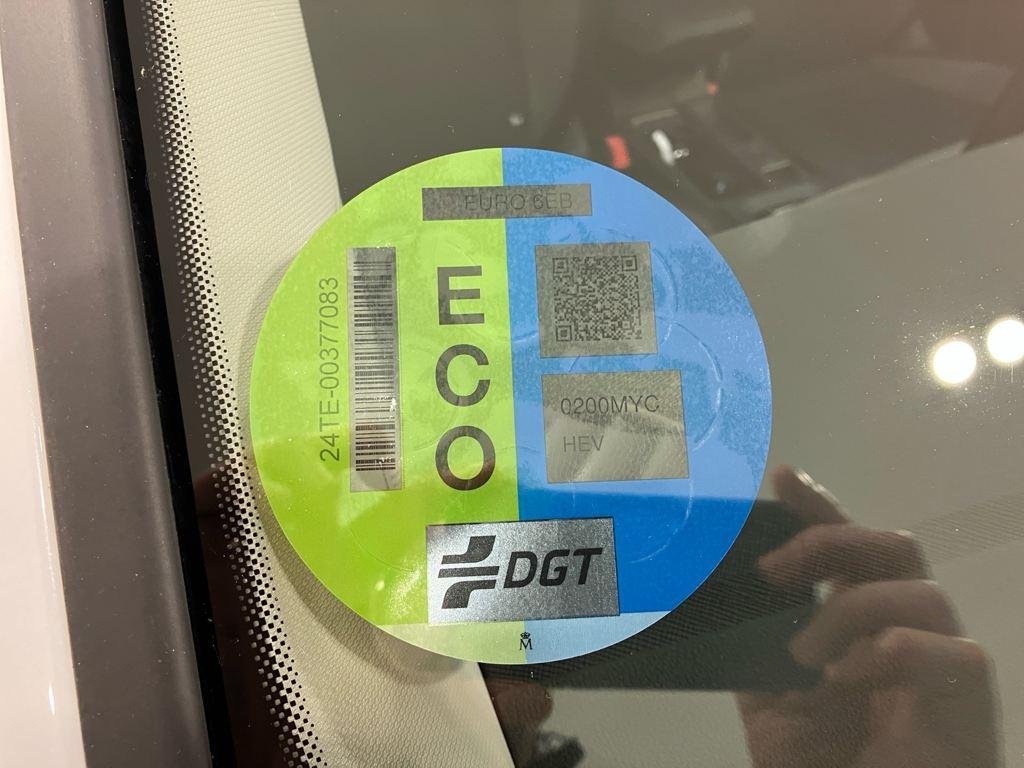 EURO 6EB
24TE-00377083
ECO
0200MYC
HEV
DGT
M